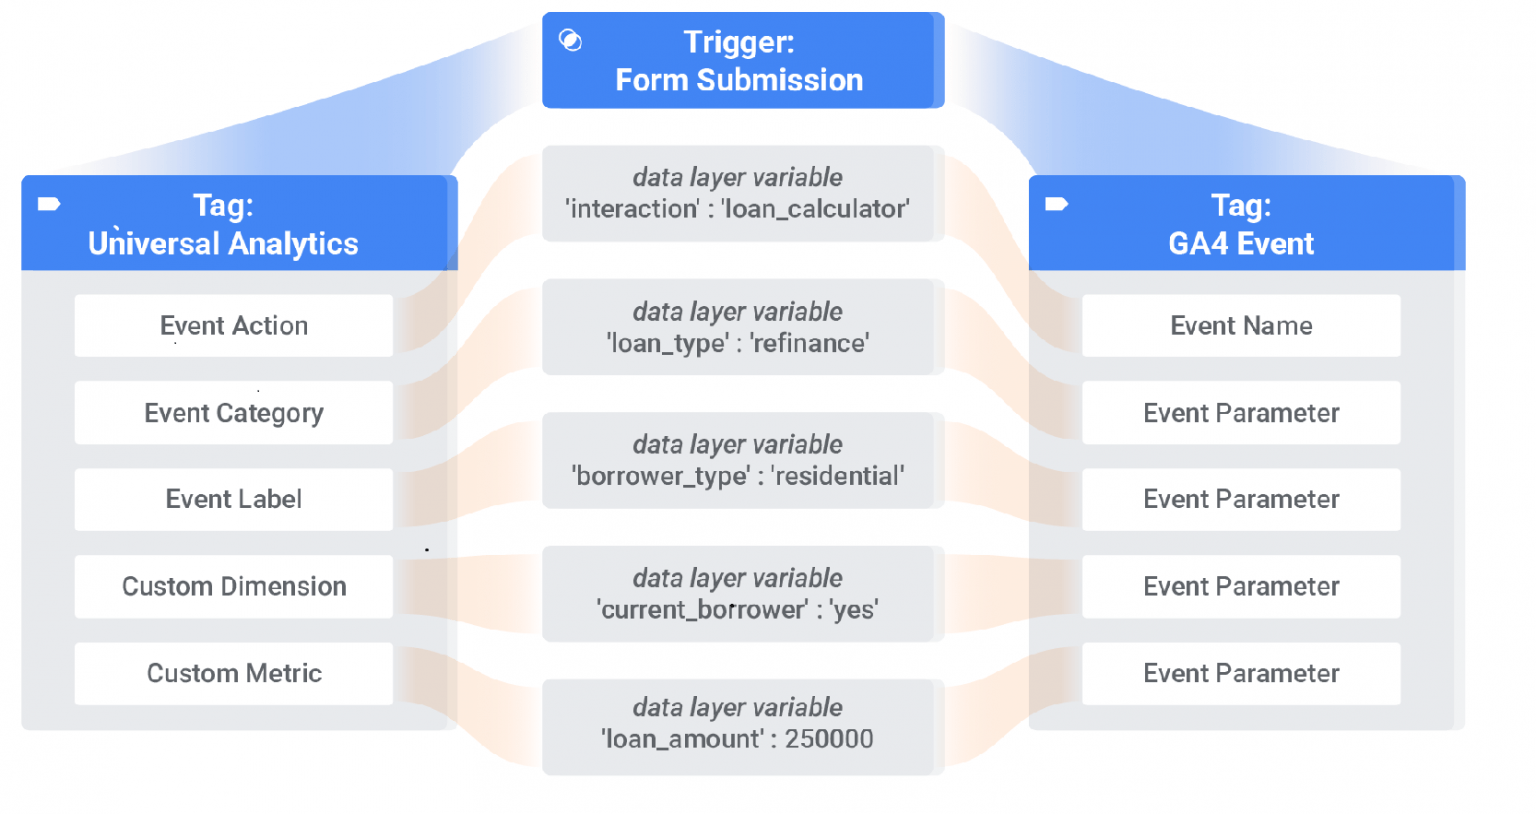 Trigger:
Form Submission
Tag:
Universal Analytics
Event Action
Event Category
Event Label
Custom Dimension
Custom Metric
data layer variable
'interaction' : 'loan_calculator'
data layer variable
'loan_type' : 'refinance'
data layer variable
'borrower_type' : 'residential'
data layer variable
'current_borrower' : 'yes'
data layer variable
'loan_amount' : 250000
Tag:
GA4 Event
Event Name
Event Parameter
Event Parameter
Event Parameter
Event Parameter